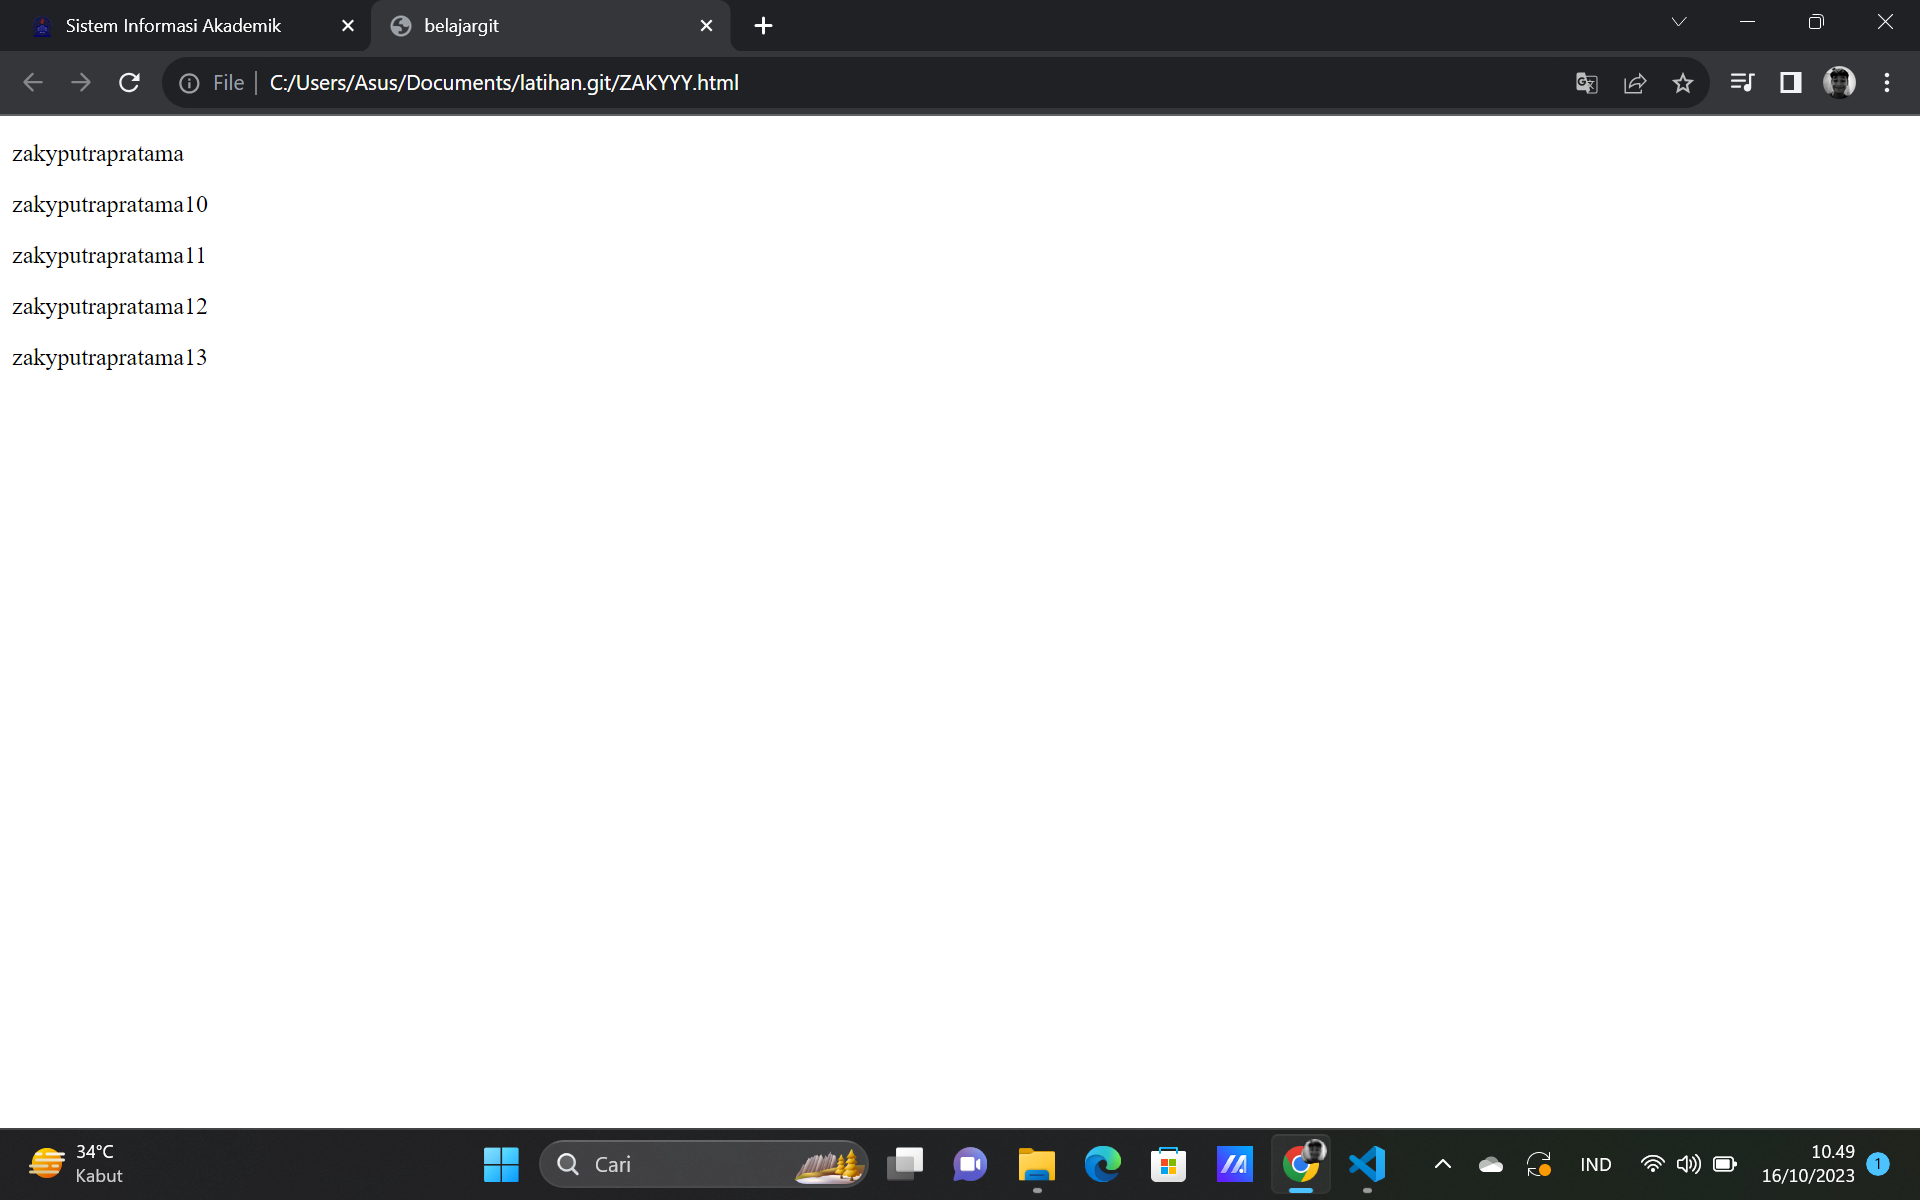 Sistem Informasi Akademik
belajargit
File
C:/Users/Asus/Documents/latihan.git/ZAKYYY.html
zakyputrapratama
zakyputrapratama10
zakyputrapratama11
zakyputrapratama12
zakyputrapratama13
34°C
Kabut
Cari
IND
10.49
16/10/2023
1